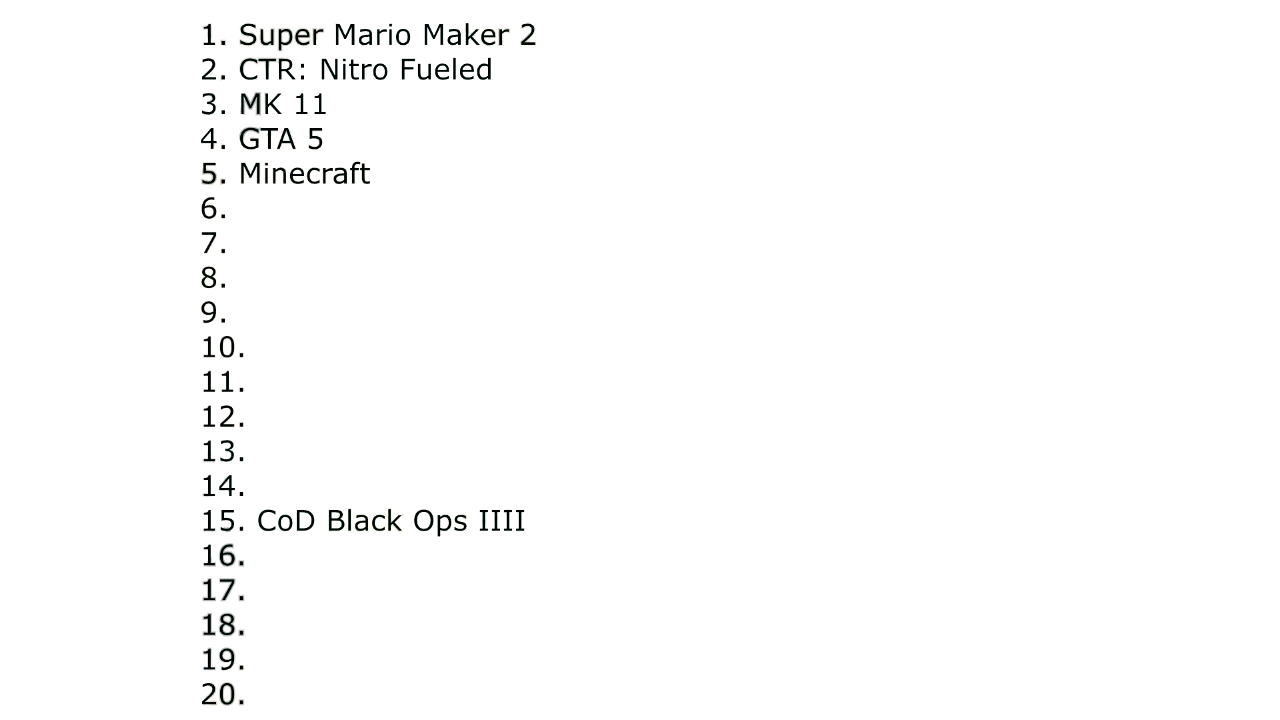 1. Super Mario Maker 2
2. CTR: Nitro Fueled
3. MK 11
4. GTA 5
5. Minecraft
6.
7.
8.
9.
10.
11.
12.
13.
14.
15. CoD Black Ops IIII
16.
17.
18.
19.
20.